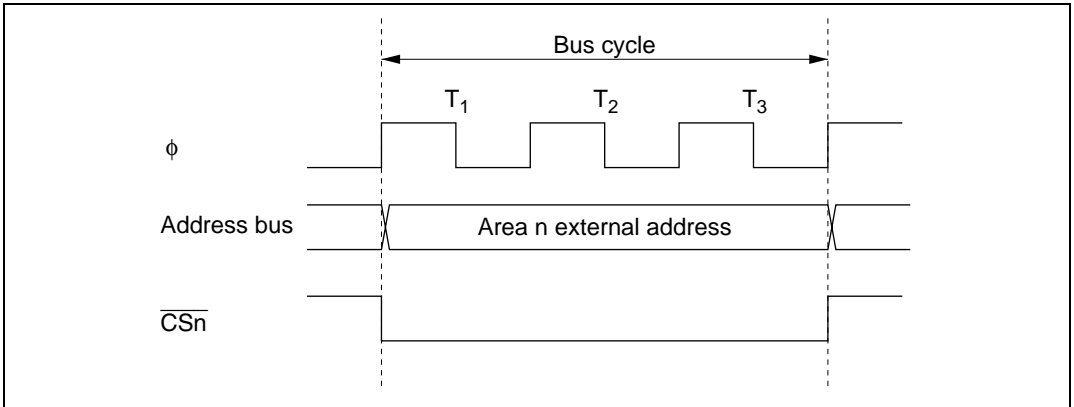 Bus cycle
T1 T2 T3
φ
Address bus Area n external address
CSn